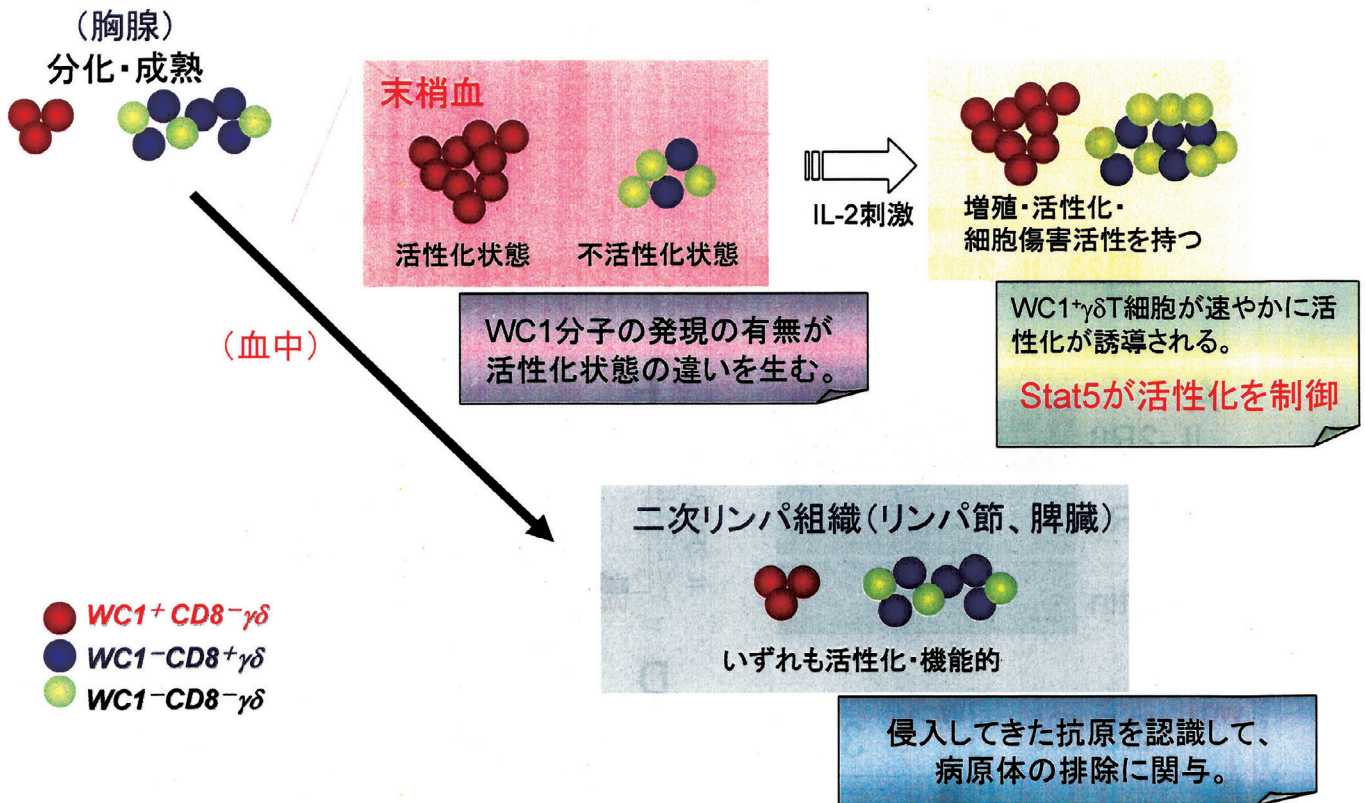 （胸腺）
分化・成熟
末梢血
活性化状態
不活性化状態
IL-2刺激
増殖・活性化・
細胞傷害活性を持つ
WC1分子の発現の有無が
活性化状態の違いを生む。
WC1⁺γδT細胞が速やかに活
性化が誘導される。
Stat5が活性化を制御
（血中）
二次リンパ組織（リンパ節、脾臓）
いずれも活性化・機能的
WC1⁺CD8⁻γδ
WC1⁻CD8⁺γδ
WC1⁻CD8⁻γδ
侵入してきた抗原を認識して、
病原体の排除に関与。